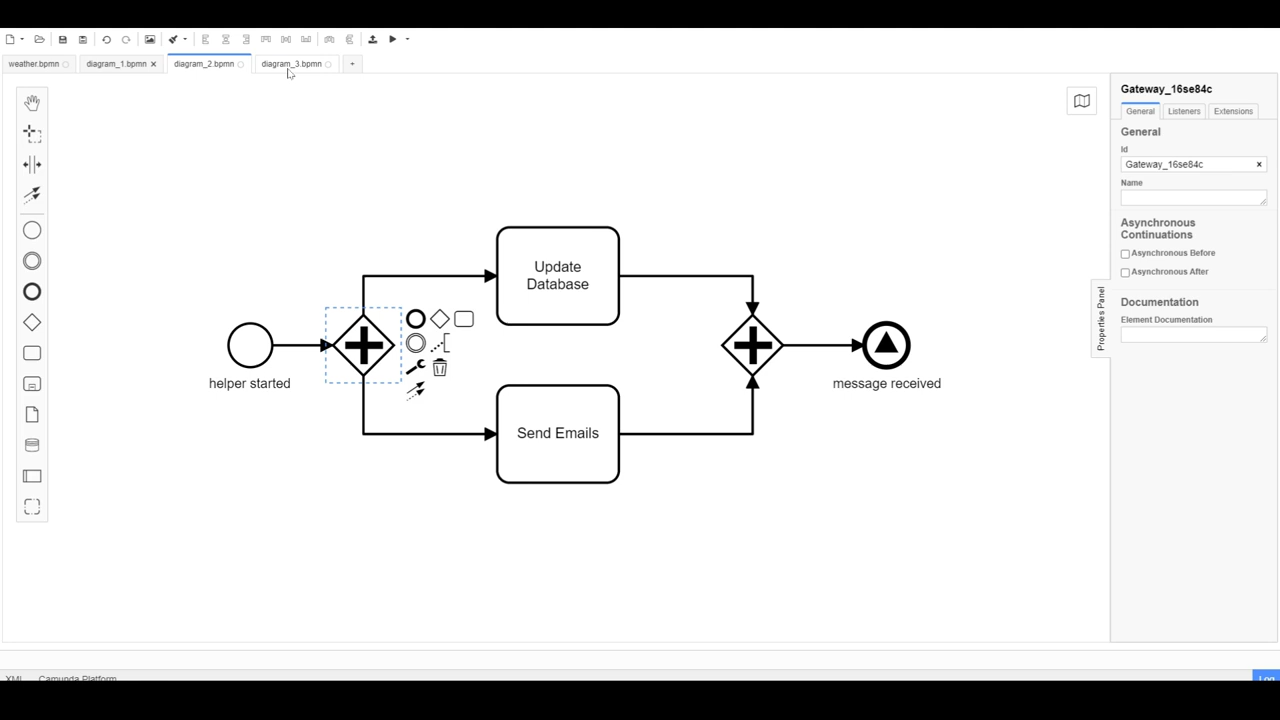 weather.bpmn
diagram_1.bpmn
diagram_2.bpmn
diagram_3.bpmn
+
Gateway_16se84c
General
Listeners
Extensions
General
Id
Gateway_16se84c
Name
Asynchronous
Continuations
Asynchronous Before
Asynchronous After
Documentation
Element Documentation
Properties Panel
Update
Database
helper started
message received
Send Emails
XML
Camunda Platform
Log